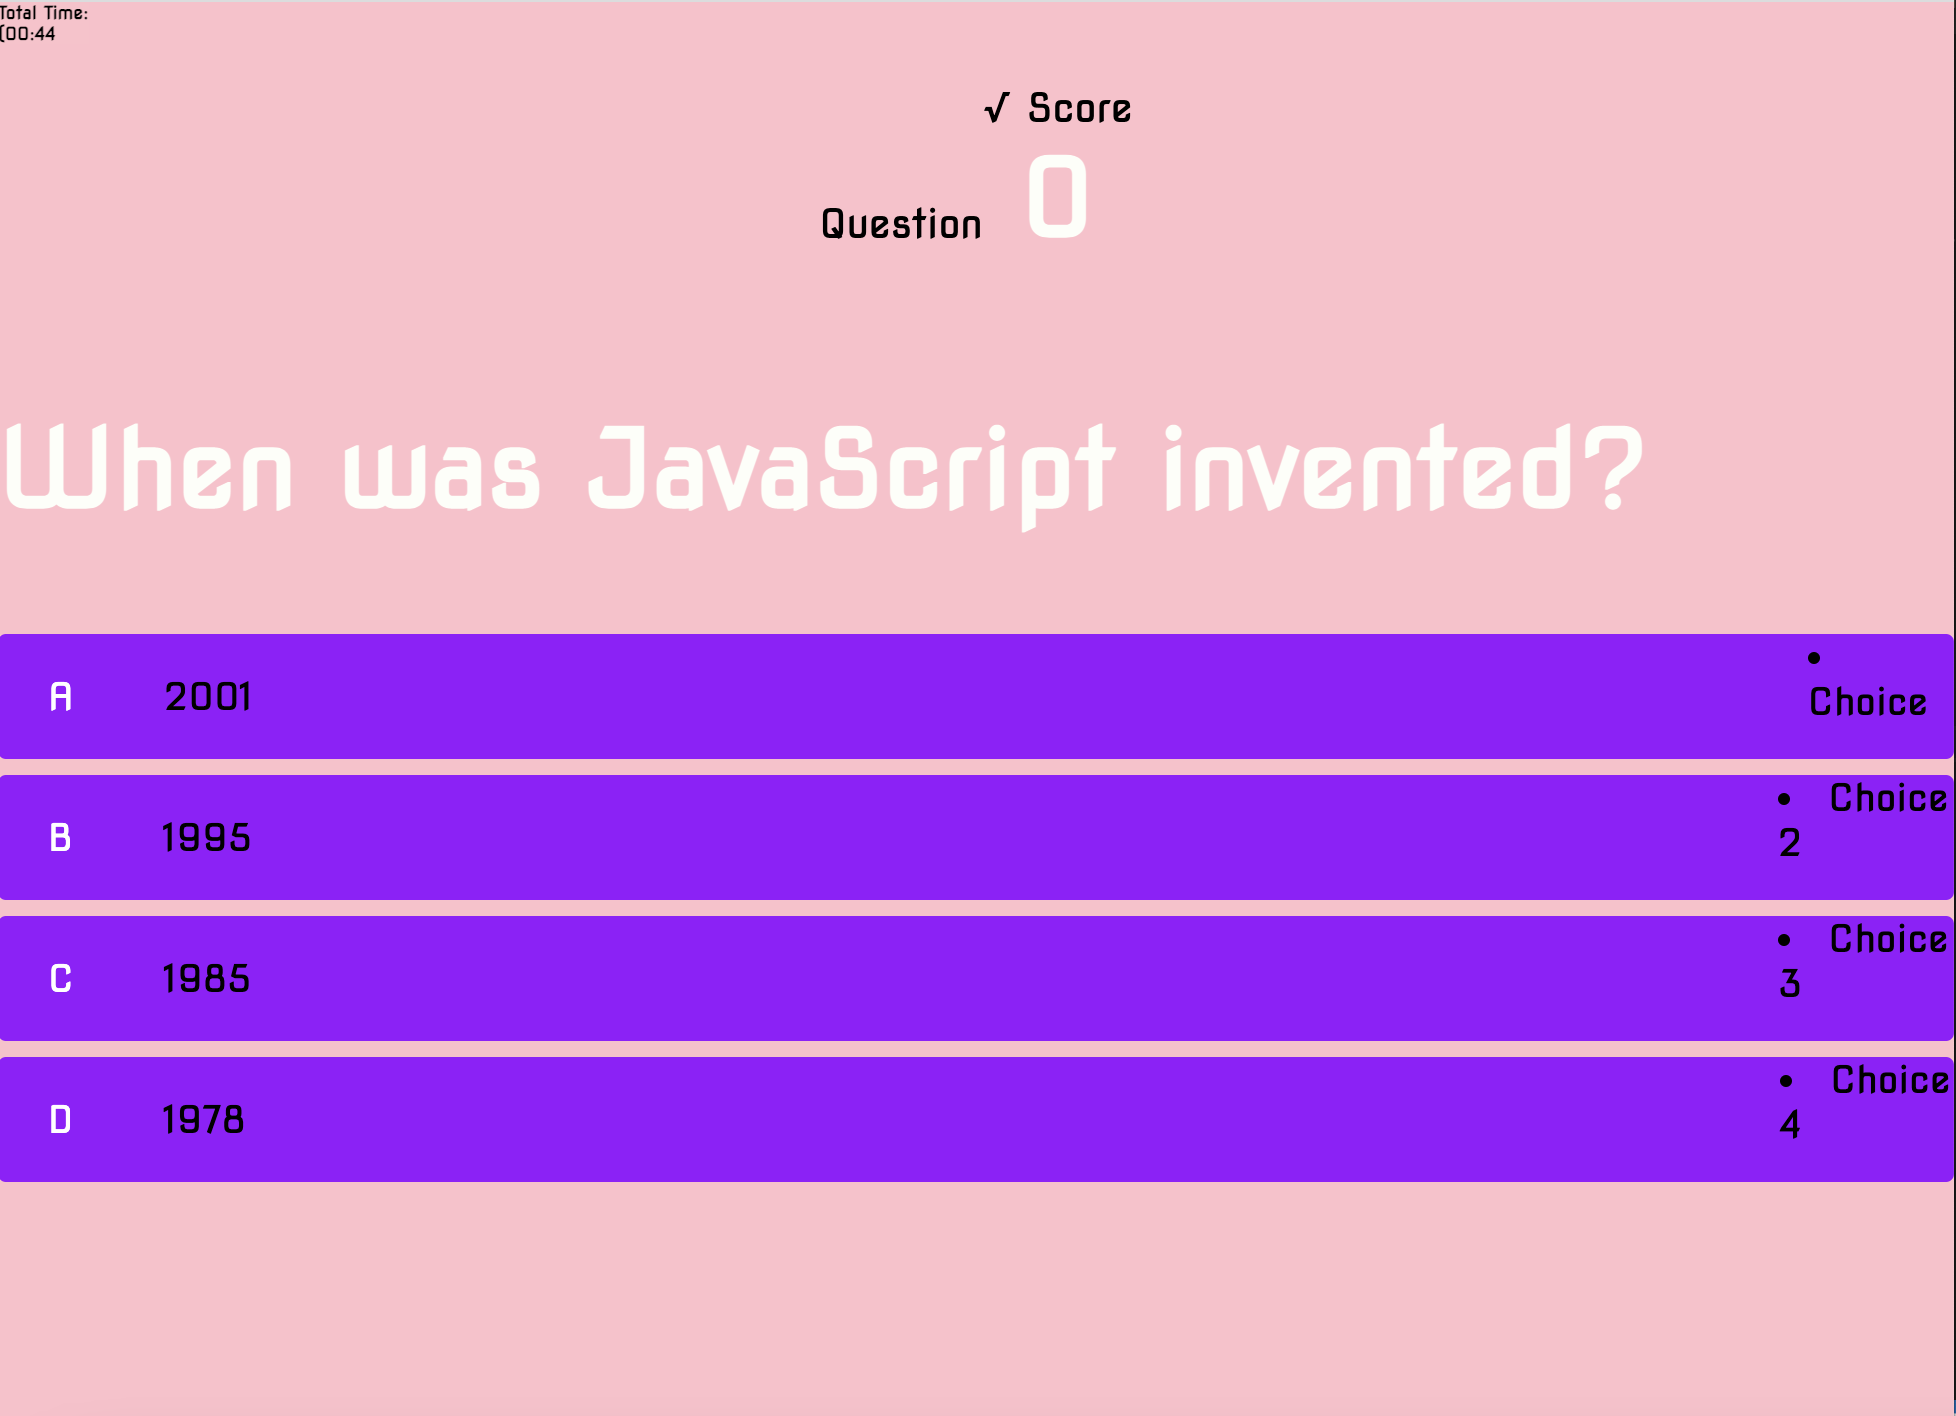 Total Time:
(00:44
√ Score
0
Question
When was JavaScript invented?
A 2001
• Choice
B 1995
• Choice
2
C 1985
• Choice
3
D 1978
• Choice
4